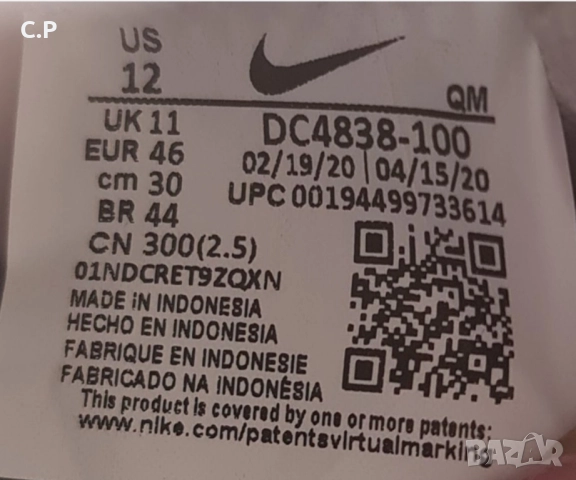 C.P
US
12
QM
UK 11
DC4838-100
EUR 46
02/19/20 | 04/15/20
cm 30
UPC 00194499733614
BR 44
CN 300(2.5)
01NDCRET9ZQXN
MADE iN INDONESIA
HECHO EN INDONESIA
FABRIQUE EN INDONESIE
FABRICADO NA iNDONÉSIA
This product is covered by one or more patents:
www.nike.com/patentsvirtualmarking
BAZAR